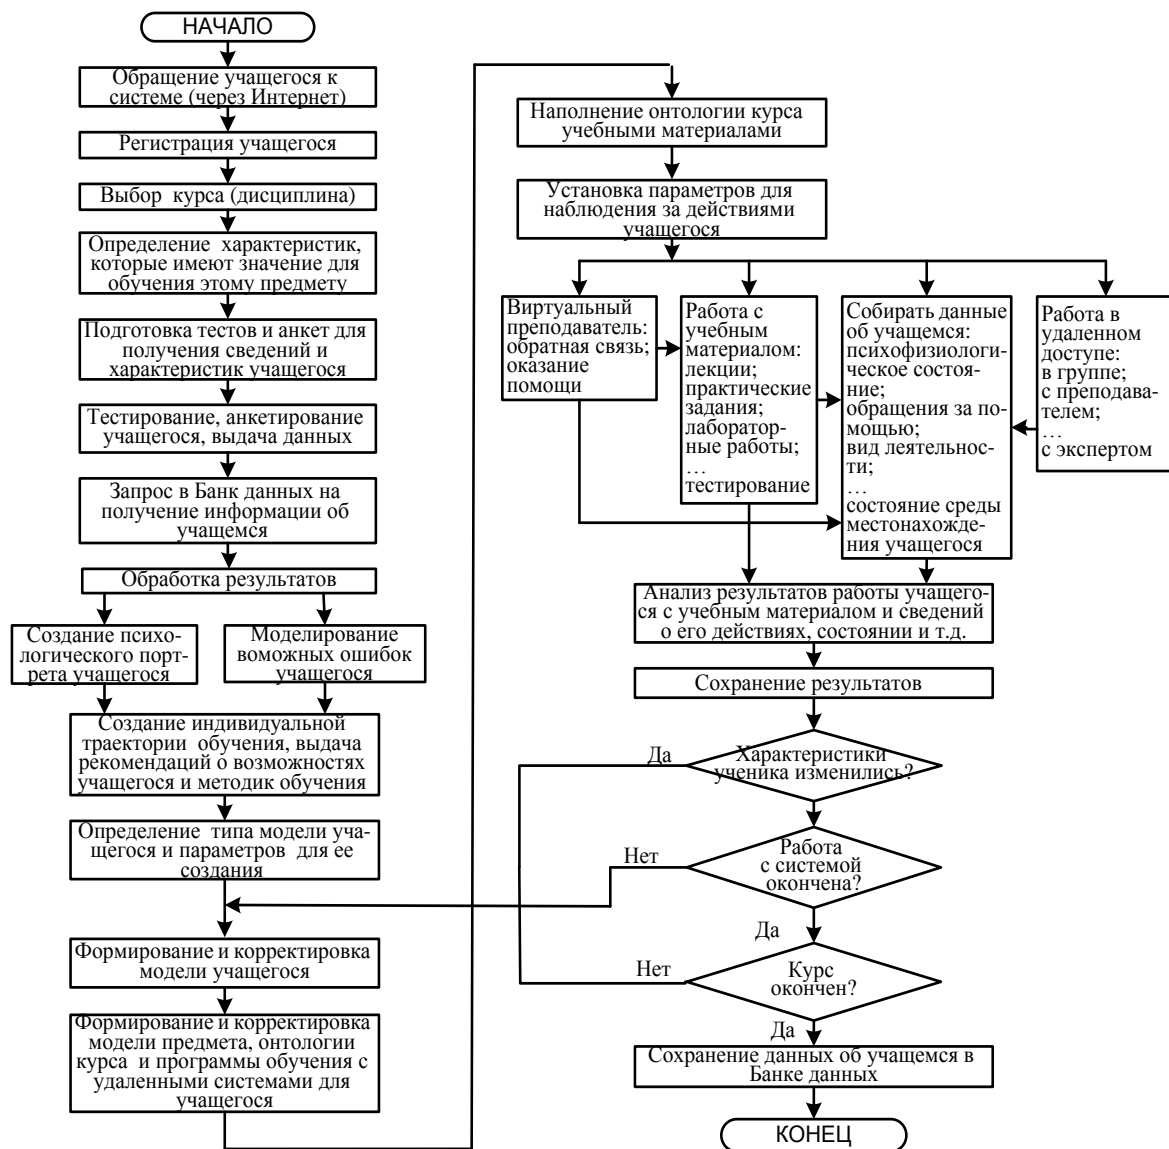 НАЧАЛО
Обращение учащегося к
системе (через Интернет)
Регистрация учащегося
Выбор курса (дисциплина)
Определение характеристик,
которые имеют значение для
обучения этому предмету
Подготовка тестов и анкет для
получения сведений и
характеристик учащегося
Тестирование, анкетирование
учащегося, выдача данных
Запрос в Банк данных на
получение информации об
учащемся
Обработка результатов
Создание психо-
логического порт-
рета учащегося
Моделирование
воможных ошибок
учащегося
Создание индивидуальной
траектории обучения, выдача
рекомендаций о возможностях
учащегося и методик обучения
Определение типа модели уча-
щегося и параметров для ее
создания
Формирование и корректировка
модели учащегося
Формирование и корректировка
модели предмета, онтологии
курса и программы обучения с
удаленными системами для
учащегося
Наполнение онтологии курса
учебными материалами
Установка параметров для
наблюдения за действиями
учащегося
Виртуальный
преподаватель:
обратная связь;
оказание
помощи
Работа с
учебным
материалом:
лекции;
практические
задания;
лаборатор-
ные работы;
…
тестирование
Собирать данные
об учащемся:
психофизиологи-
ческое состоя-
ние;
обращения за по-
мощью;
вид леятельнос-
ти;
…
состояние среды
местонахожде-
ния учащегося
Работа в
удаленном
доступе:
в группе;
с преподава-
телем;
…
с экспертом
Анализ результатов работы учащего-
ся с учебным материалом и сведений
о его действиях, состоянии и т.д.
Сохранение результатов
Да
Характеристики
ученика изменились?
Нет
Работа
с системой
окончена?
Да
Нет
Курс
окончен?
Да
Сохранение данных об учащемся в
Банке данных
КОНЕЦ